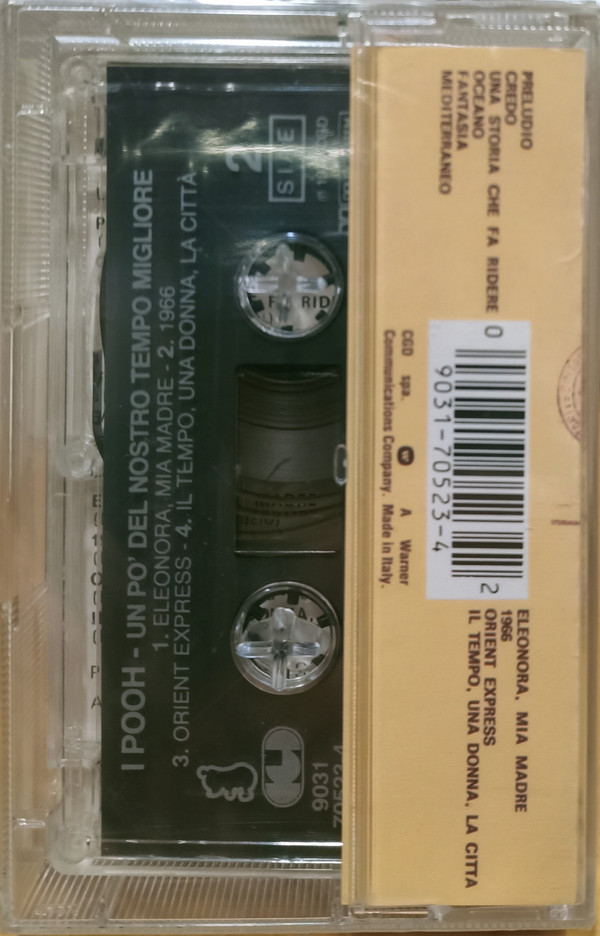 I POOH - UN PO' DEL NOSTRO TEMPO MIGLIORE
1. ELEONORA, MIA MADRE - 2. 1966
3. ORIENT EXPRESS - 4. IL TEMPO, UNA DONNA, LA CITTÀ
SIDE
2
9031
PRELUDIO
CREDO
UNA STORIA CHE FA RIDERE
OCEANO
FANTASIA
MEDITERRANEO
0
9031-70523-4
2
CGD spa. A Warner
Communications Company. Made in Italy.
ELEONORA, MIA MADRE
1966
ORIENT EXPRESS
IL TEMPO, UNA DONNA, LA CITTA